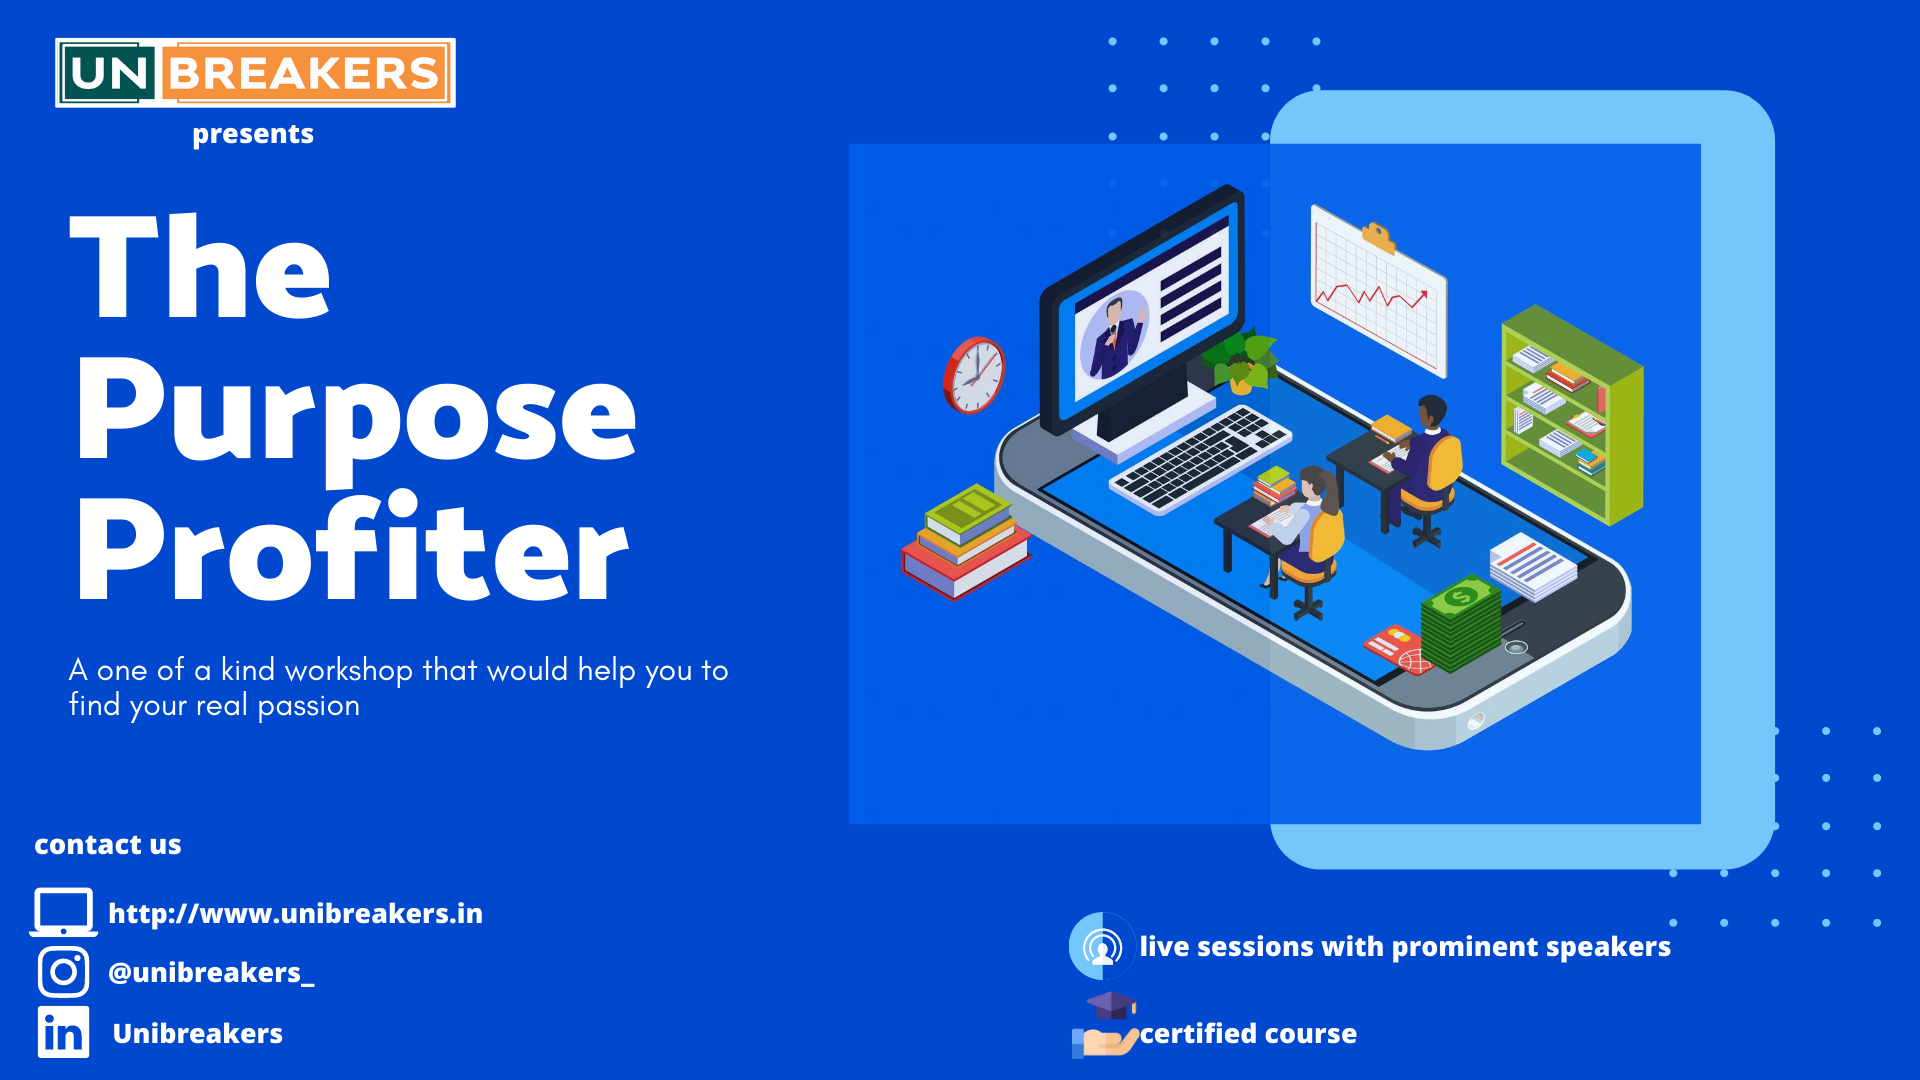 UNBREAKERS
presents
The
Purpose
Profiter
A one of a kind workshop that would help you to
find your real passion
contact us
http://www.unibreakers.in
@unibreakers_
in Unibreakers
live sessions with prominent speakers
certified course